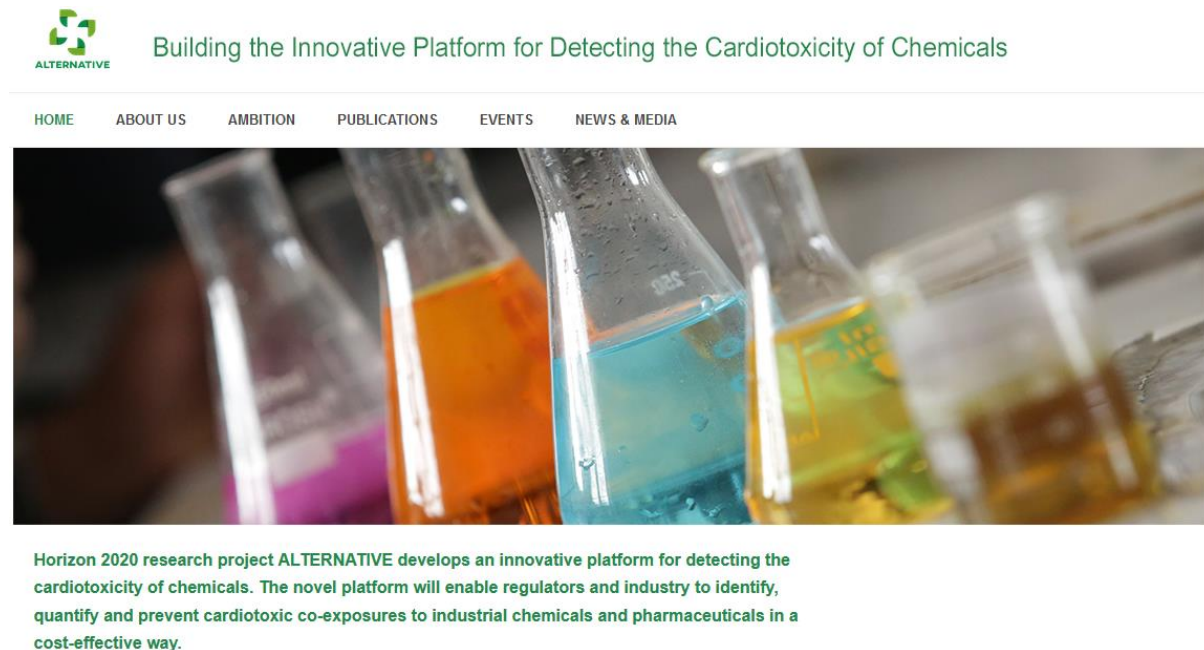 ALTERNATIVE
Building the Innovative Platform for Detecting the Cardiotoxicity of Chemicals
HOME ABOUT US AMBITION PUBLICATIONS EVENTS NEWS & MEDIA
250
Horizon 2020 research project ALTERNATIVE develops an innovative platform for detecting the
cardiotoxicity of chemicals. The novel platform will enable regulators and industry to identify,
quantify and prevent cardiotoxic co-exposures to industrial chemicals and pharmaceuticals in a
cost-effective way.